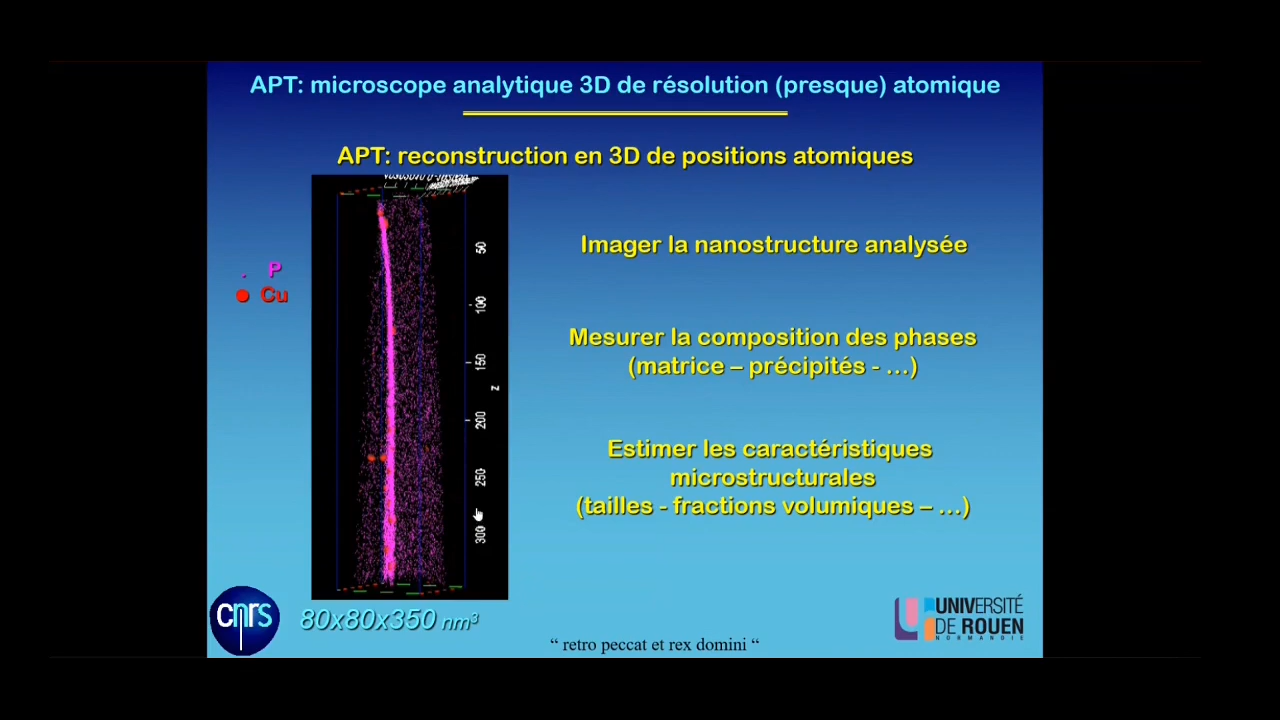 APT: microscope analytique 3D de résolution (presque) atomique
APT: reconstruction en 3D de positions atomiques
P
Cu
50
100
150
z
200
250
300
Imager la nanostructure analysée
Mesurer la composition des phases
(matrice – précipités - …)
Estimer les caractéristiques
microstructurales
(tailles - fractions volumiques – …)
cnrs
80x80x350 nm³
“ retro peccat et rex domini “
UNIVERSITÉ
DE ROUEN
NORMANDIE